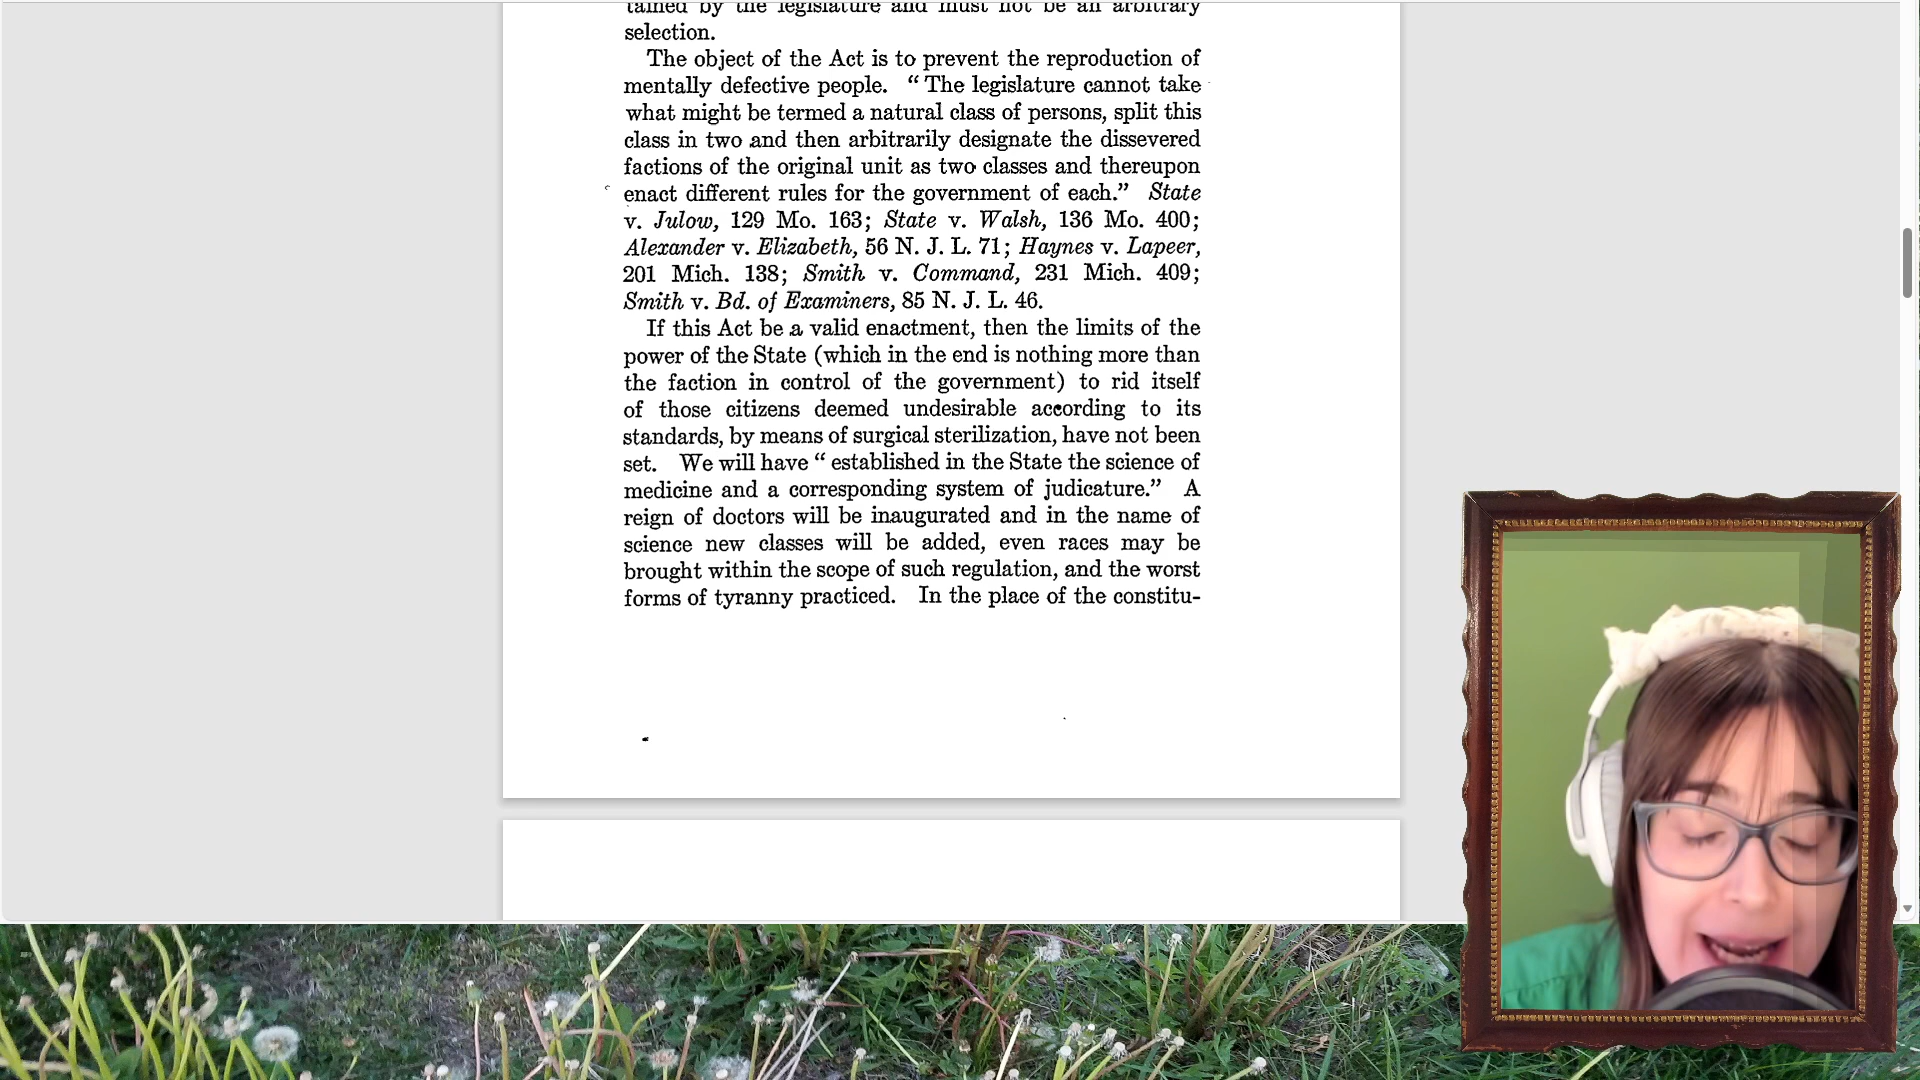 tained by the legislature and must not be an arbitrary
selection.
The object of the Act is to prevent the reproduction of
mentally defective people. “ The legislature cannot take
what might be termed a natural class of persons, split this
class in two and then arbitrarily designate the dissevered
factions of the original unit as two classes and thereupon
enact different rules for the government of each.” State
v. Julow, 129 Mo. 163; State v. Walsh, 136 Mo. 400;
Alexander v. Elizabeth, 56 N. J. L. 71; Haynes v. Lapeer,
201 Mich. 138; Smith v. Command, 231 Mich. 409;
Smith v. Bd. of Examiners, 85 N. J. L. 46.
If this Act be a valid enactment, then the limits of the
power of the State (which in the end is nothing more than
the faction in control of the government) to rid itself
of those citizens deemed undesirable according to its
standards, by means of surgical sterilization, have not been
set. We will have “ established in the State the science of
medicine and a corresponding system of judicature.” A
reign of doctors will be inaugurated and in the name of
science new classes will be added, even races may be
brought within the scope of such regulation, and the worst
forms of tyranny practiced. In the place of the constitu-